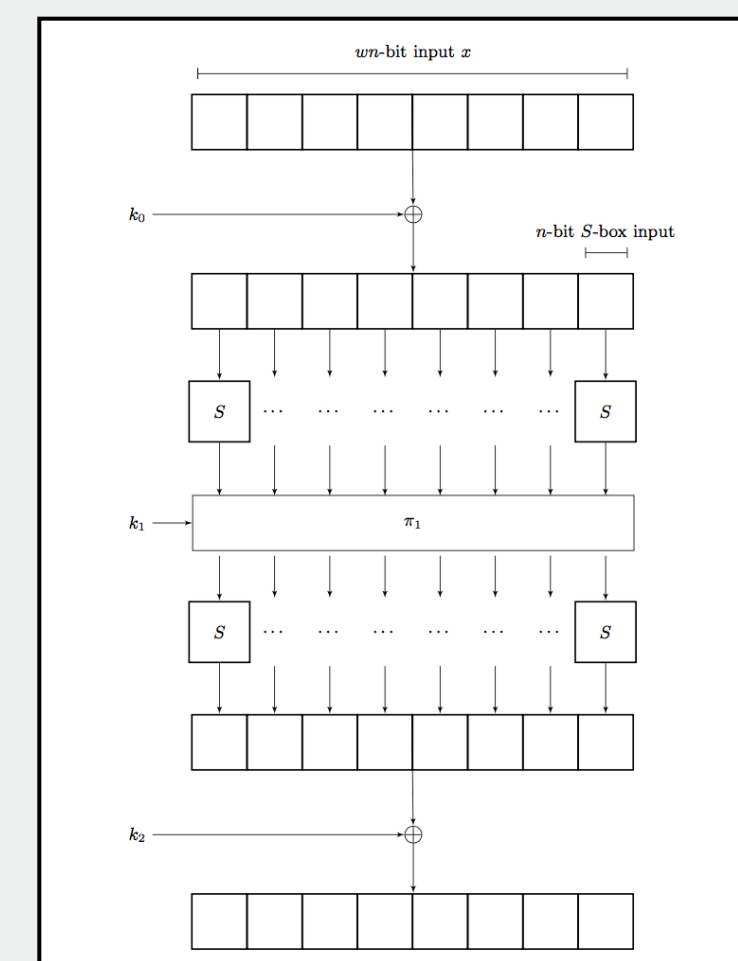 wn-bit input x
k₀
n-bit S-box input
S ... ... ... ... ... ... S
k₁ π₁
S ... ... ... ... ... ... S
k₂